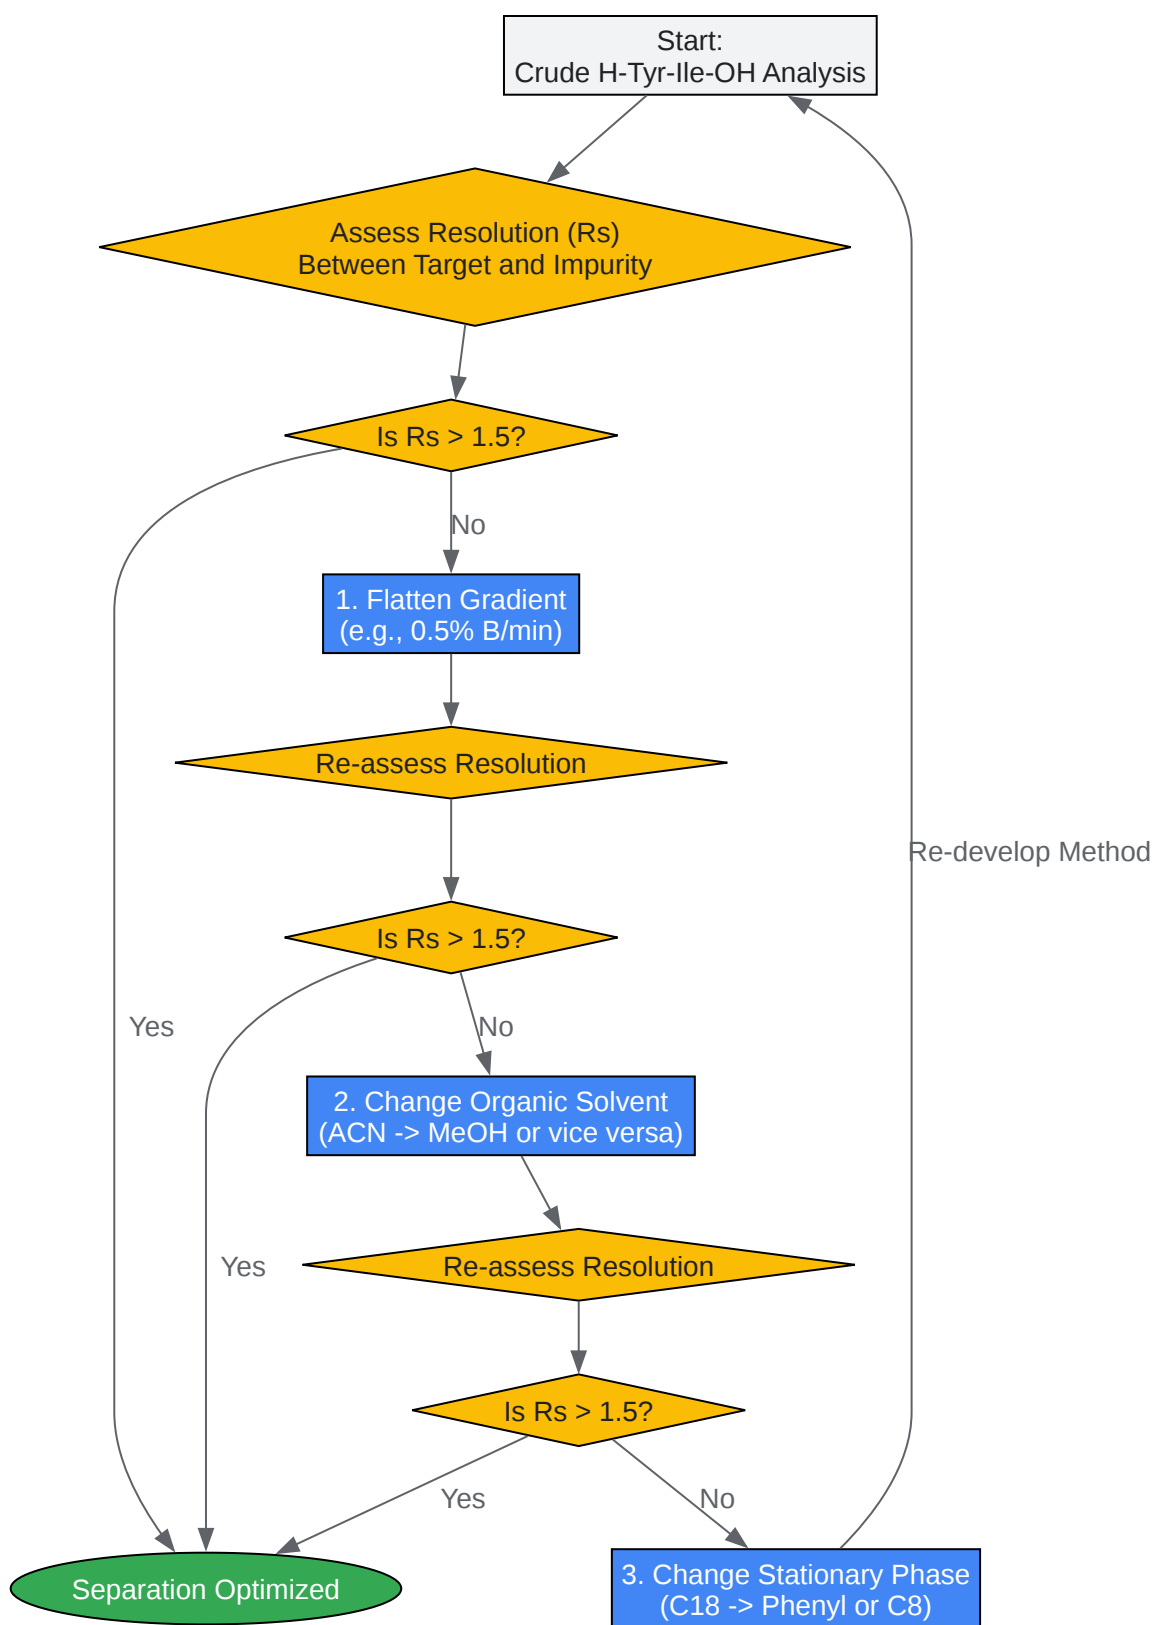 Start:
Crude H-Tyr-Ile-OH Analysis
Assess Resolution (Rs)
Between Target and Impurity
Is Rs > 1.5?
No
1. Flatten Gradient
(e.g., 0.5% B/min)
Re-assess Resolution
Re-develop Method
Is Rs > 1.5?
Yes
No
2. Change Organic Solvent
(ACN -> MeOH or vice versa)
Yes
Re-assess Resolution
Is Rs > 1.5?
Yes
No
Separation Optimized
3. Change Stationary Phase
(C18 -> Phenyl or C8)